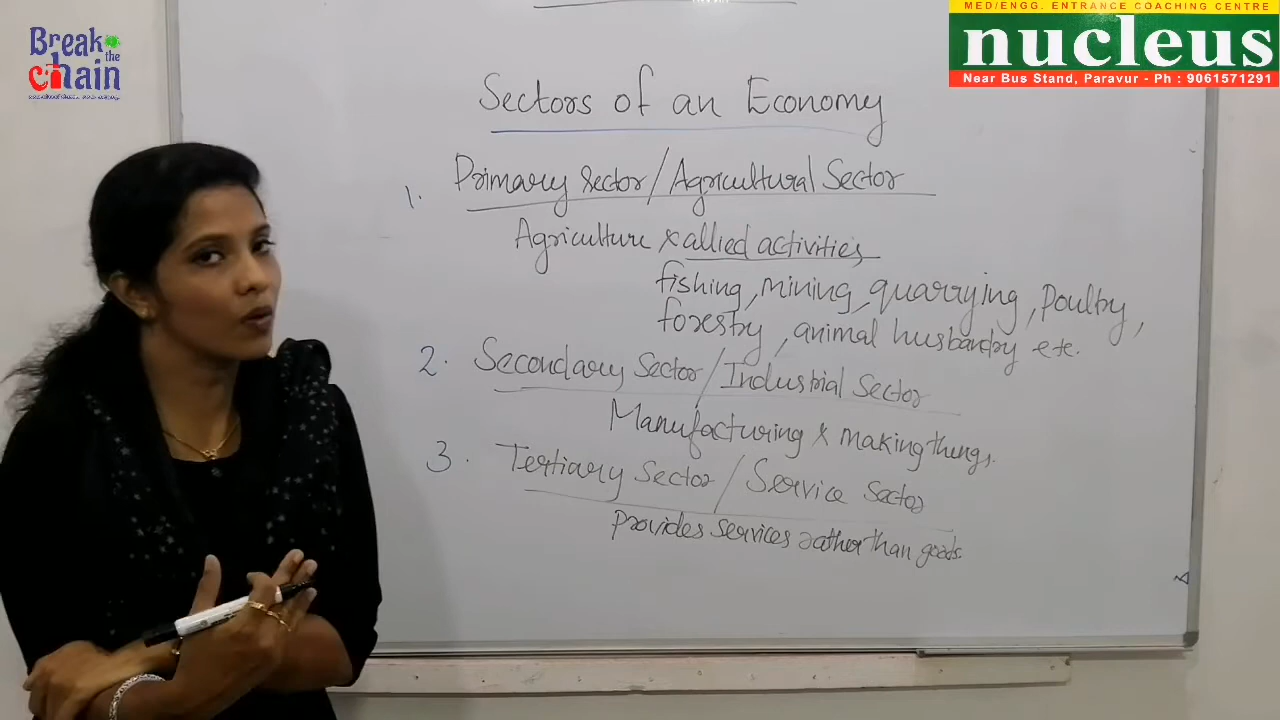 Break
the
chain
MED/ENGG. ENTRANCE COACHING CENTRE
nucleus
Near Bus Stand, Paravur - Ph : 9061571291
Sectors of an Economy
1. Primary Sector/Agricultural Sector
Agriculture & allied activities
fishing, mining, quarrying, Poultry,
forestry, animal husbandry etc.
2. Secondary Sector/Industrial Sector
Manufacturing & making things.
3. Tertiary Sector/Service Sector
Provides services rather than goods.